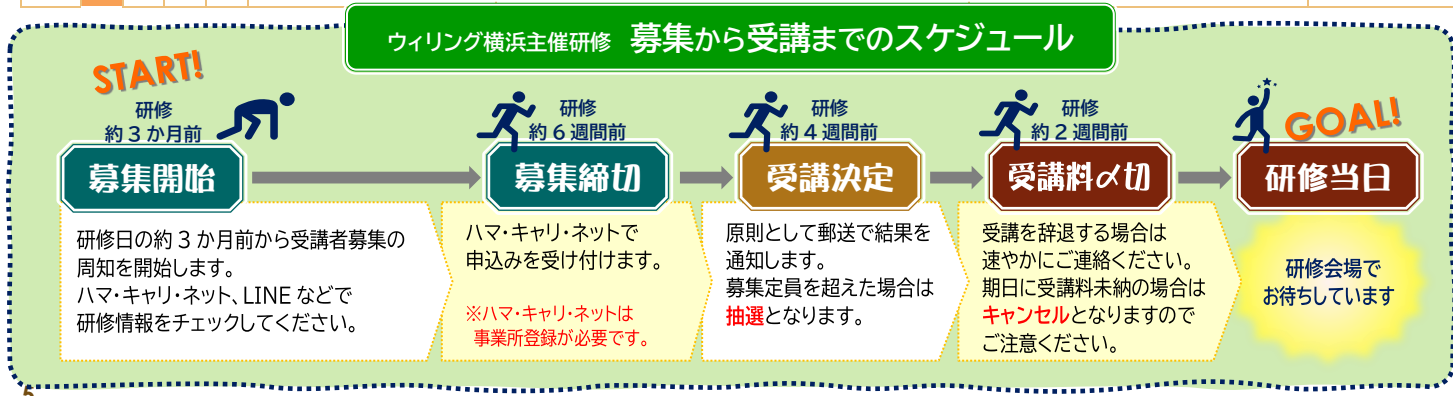 ウィリング横浜主催研修 募集から受講までのスケジュール
START!
研修
約3か月前
募集開始
研修日の約3か月前から受講者募集の
周知を開始します。
ハマ・キャリ・ネット、LINEなどで
研修情報をチェックしてください。
研修
約6週間前
募集締切
ハマ・キャリ・ネットで
申込みを受け付けます。
※ハマ・キャリ・ネットは
事業所登録が必要です。
研修
約4週間前
受講決定
原則として郵送で結果を
通知します。
募集定員を超えた場合は
抽選となります。
研修
約2週間前
受講料〆切
受講を辞退する場合は
速やかにご連絡ください。
期日に受講料未納の場合は
キャンセルとなりますので
ご注意ください。
GOAL!
研修当日
研修会場で
お待ちしています